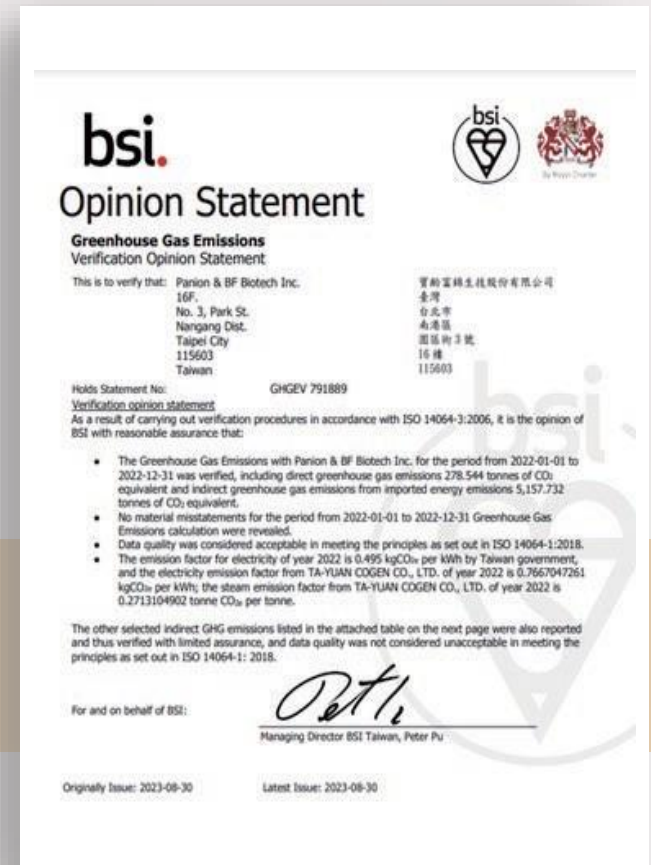 bsi.
bsi
By Royal Charter
Opinion Statement
Greenhouse Gas Emissions
Verification Opinion Statement
This is to verify that: Panion & BF Biotech Inc.
16F.
No. 3, Park St.
Nangang Dist.
Taipei City
115603
Taiwan
寶齡富錦生技股份有限公司
臺灣
台北市
南港區
園區街 3 號
16 樓
115603
Holds Statement No: GHGEV 791889
Verification opinion statement
As a result of carrying out verification procedures in accordance with ISO 14064-3:2006, it is the opinion of
BSI with reasonable assurance that:
• The Greenhouse Gas Emissions with Panion & BF Biotech Inc. for the period from 2022-01-01 to
2022-12-31 was verified, including direct greenhouse gas emissions 278.544 tonnes of CO₂
equivalent and indirect greenhouse gas emissions from imported energy emissions 5,157.732
tonnes of CO₂ equivalent.
• No material misstatements for the period from 2022-01-01 to 2022-12-31 Greenhouse Gas
Emissions calculation were revealed.
• Data quality was considered acceptable in meeting the principles as set out in ISO 14064-1:2018.
• The emission factor for electricity of year 2022 is 0.495 kgCO₂ₑ per kWh by Taiwan government,
and the electricity emission factor from TA-YUAN COGEN CO., LTD. of year 2022 is 0.7667047261
kgCO₂ₑ per kWh; the steam emission factor from TA-YUAN COGEN CO., LTD. of year 2022 is
0.2713104902 tonne CO₂ₑ per tonne.
The other selected indirect GHG emissions listed in the attached table on the next page were also reported
and thus verified with limited assurance, and data quality was not considered unacceptable in meeting the
principles as set out in ISO 14064-1: 2018.
For and on behalf of BSI:
Managing Director BSI Taiwan, Peter Pu
Originally Issue: 2023-08-30 Latest Issue: 2023-08-30
bsi